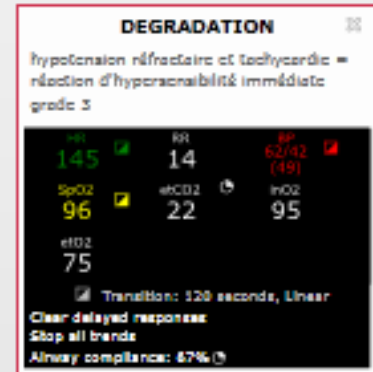 DEGRADATION
hypotension réfractaire et tachycardie =
réaction d'hypersensibilité immédiate
grade 3
HR RR BP
145 14 62/42
(49)
SpO2 etCO2 inO2
96 22 95
etO2
75
Transition: 120 seconds, Linear
Clear delayed responses
Stop all trends
Airway compliance: 67%